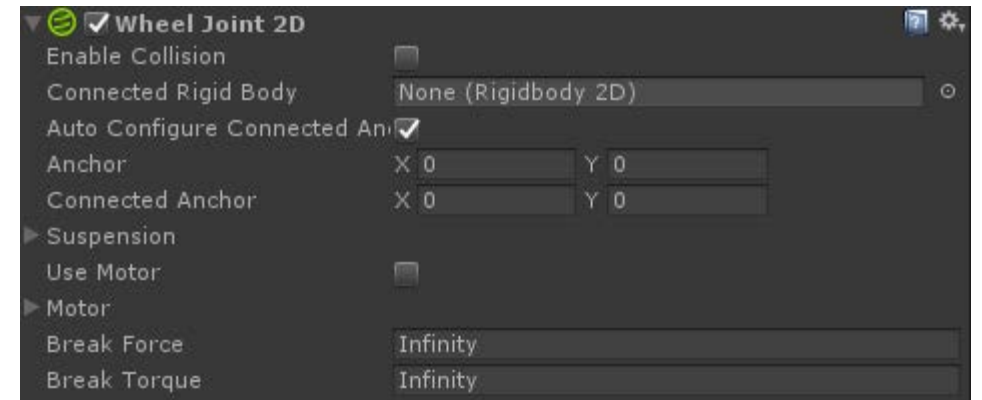 Wheel Joint 2D
Enable Collision
Connected Rigid Body None (Rigidbody 2D)
Auto Configure Connected An
Anchor X 0 Y 0
Connected Anchor X 0 Y 0
Suspension
Use Motor
Motor
Break Force Infinity
Break Torque Infinity